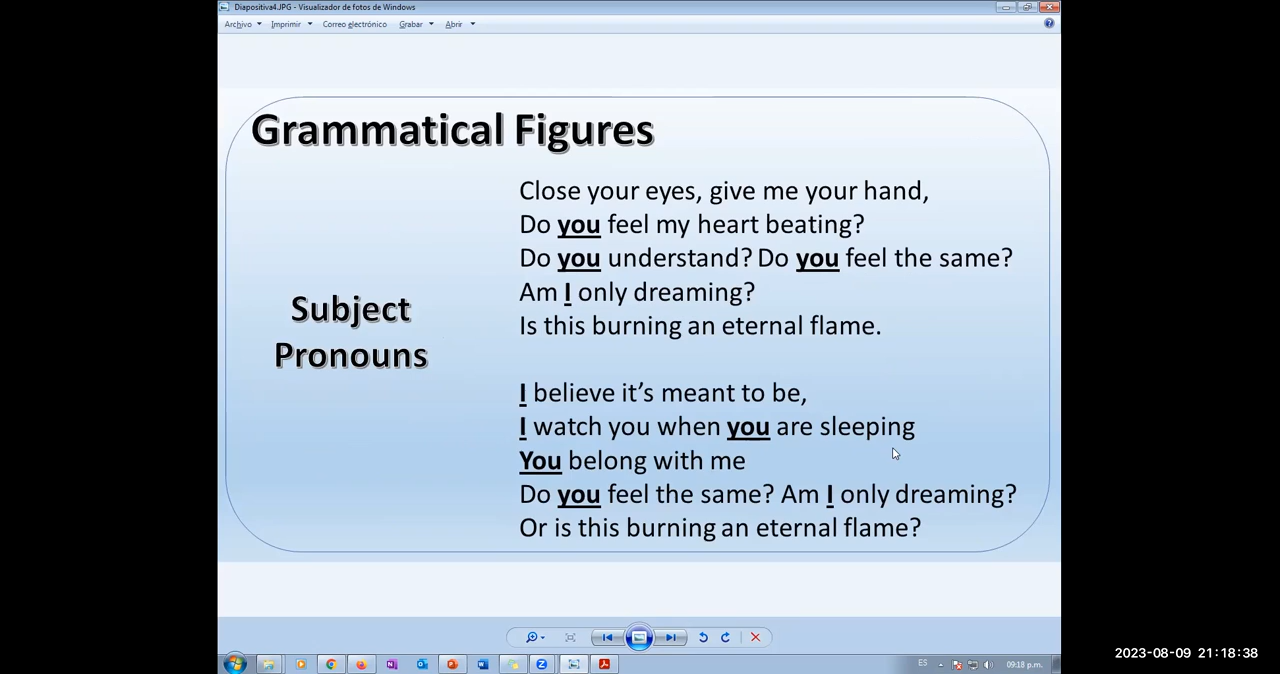 Diapositiva4.JPG - Visualizador de fotos de Windows
Archivo Imprimir Correo electrónico Grabar Abrir
Grammatical Figures
Subject
Pronouns
Close your eyes, give me your hand,
Do you feel my heart beating?
Do you understand? Do you feel the same?
Am I only dreaming?
Is this burning an eternal flame.
I believe it’s meant to be,
I watch you when you are sleeping
You belong with me
Do you feel the same? Am I only dreaming?
Or is this burning an eternal flame?
ES 09:18 p.m.
2023-08-09 21:18:38